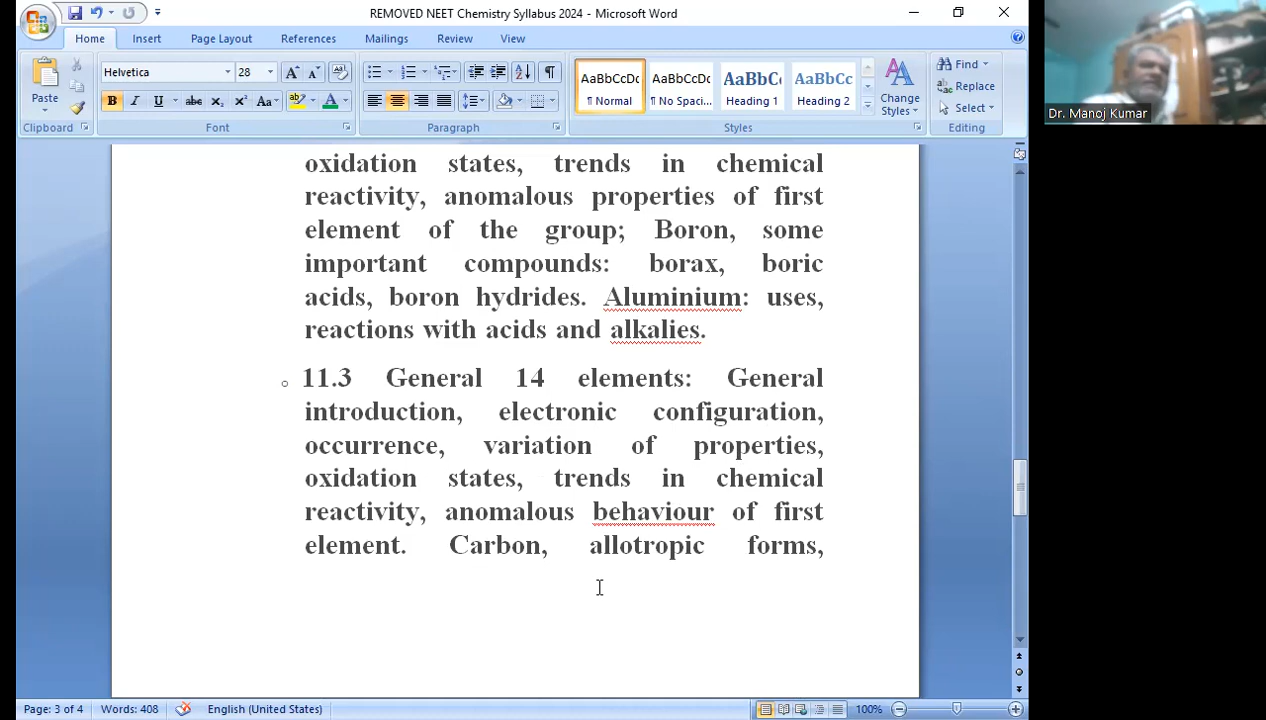 REMOVED NEET Chemistry Syllabus 2024 - Microsoft Word
Home Insert Page Layout References Mailings Review View
Helvetica 28
Paste
B I U abc x₂ x² Aa A
AaBbCcDc AaBbCcDc AaBbC AaBbCc
¶ Normal ¶ No Spaci... Heading 1 Heading 2
Change Styles
Find
Replace
Select
Clipboard Font Paragraph Styles Editing
Dr. Manoj Kumar
oxidation states, trends in chemical
reactivity, anomalous properties of first
element of the group; Boron, some
important compounds: borax, boric
acids, boron hydrides. Aluminium: uses,
reactions with acids and alkalies.
11.3 General 14 elements: General
introduction, electronic configuration,
occurrence, variation of properties,
oxidation states, trends in chemical
reactivity, anomalous behaviour of first
element. Carbon, allotropic forms,
Page: 3 of 4 Words: 408 English (United States) 100%